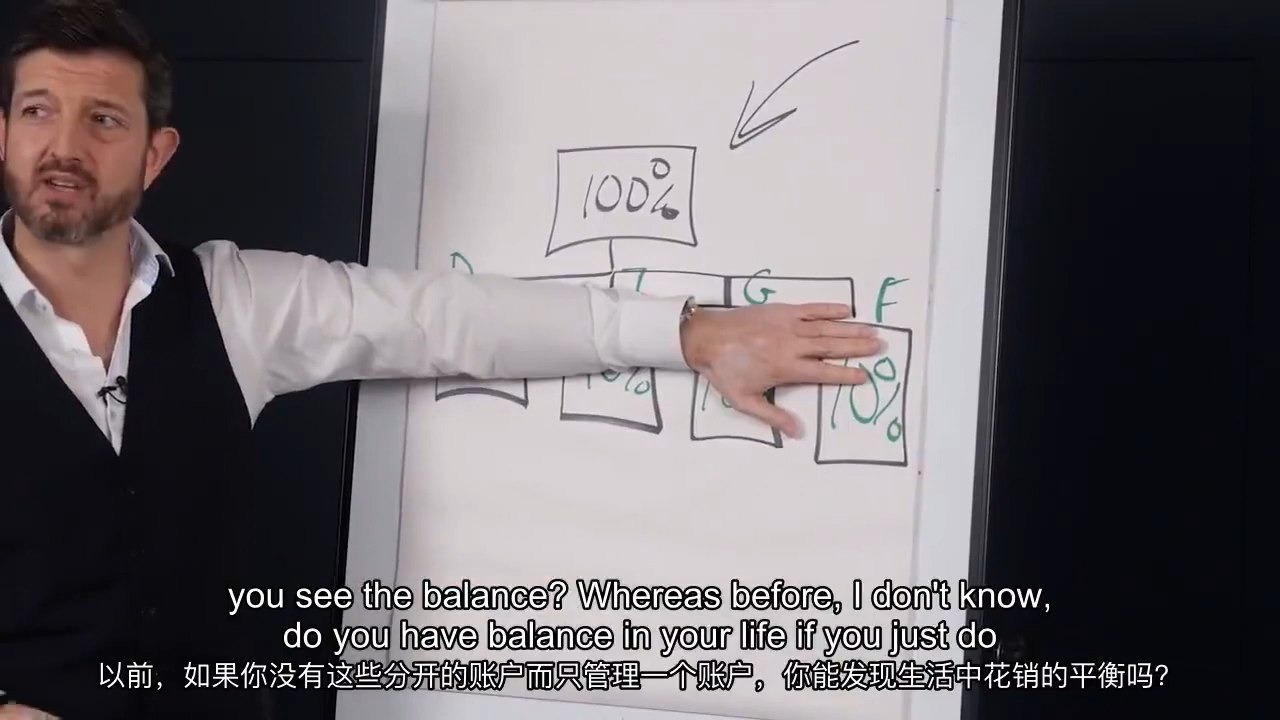 100%
G
F
10%
10%
you see the balance? Whereas before, I don't know,
do you have balance in your life if you just do
以前，如果你没有这些分开的账户而只管理一个账户，你能发现生活中花销的平衡吗？